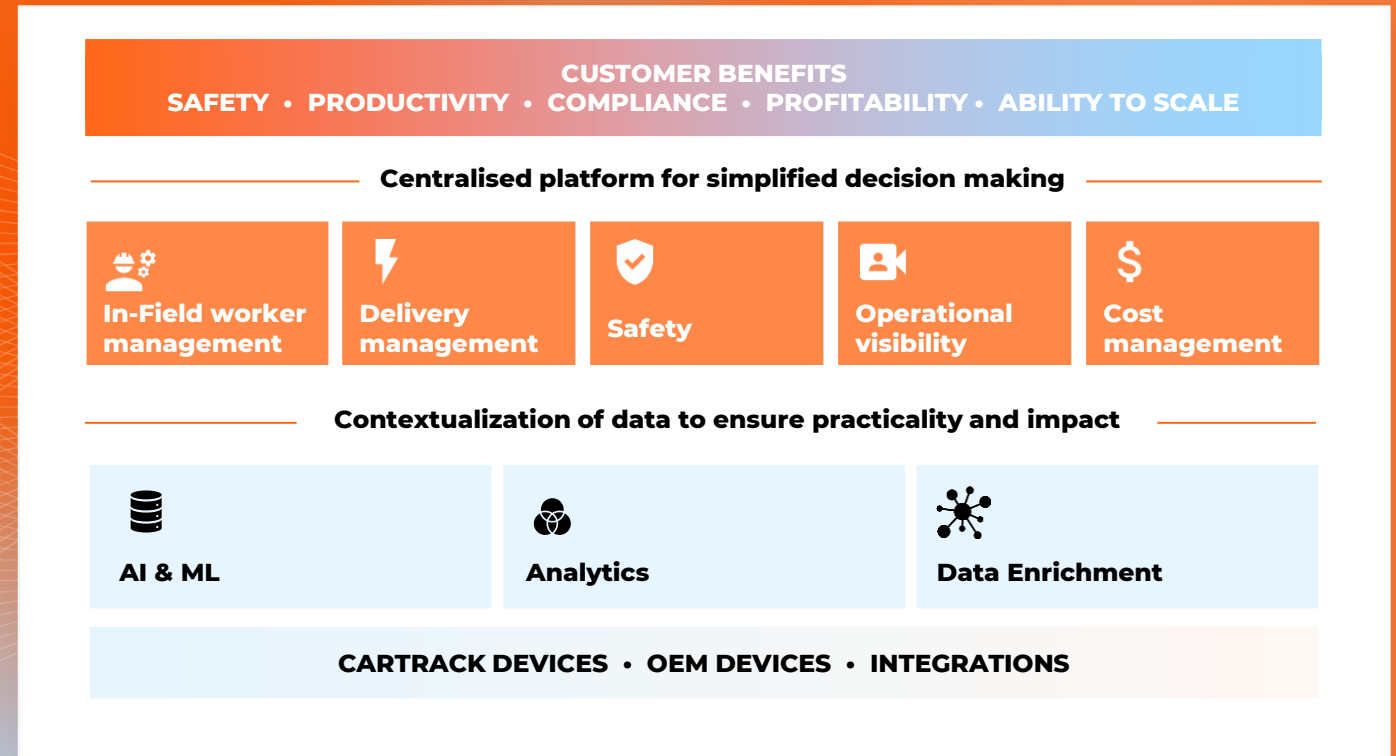 CUSTOMER BENEFITS
SAFETY • PRODUCTIVITY • COMPLIANCE • PROFITABILITY • ABILITY TO SCALE
Centralised platform for simplified decision making
In-Field worker
management
Delivery
management
Safety
Operational
visibility
Cost
management
Contextualization of data to ensure practicality and impact
AI & ML
Analytics
Data Enrichment
CARTRACK DEVICES • OEM DEVICES • INTEGRATIONS